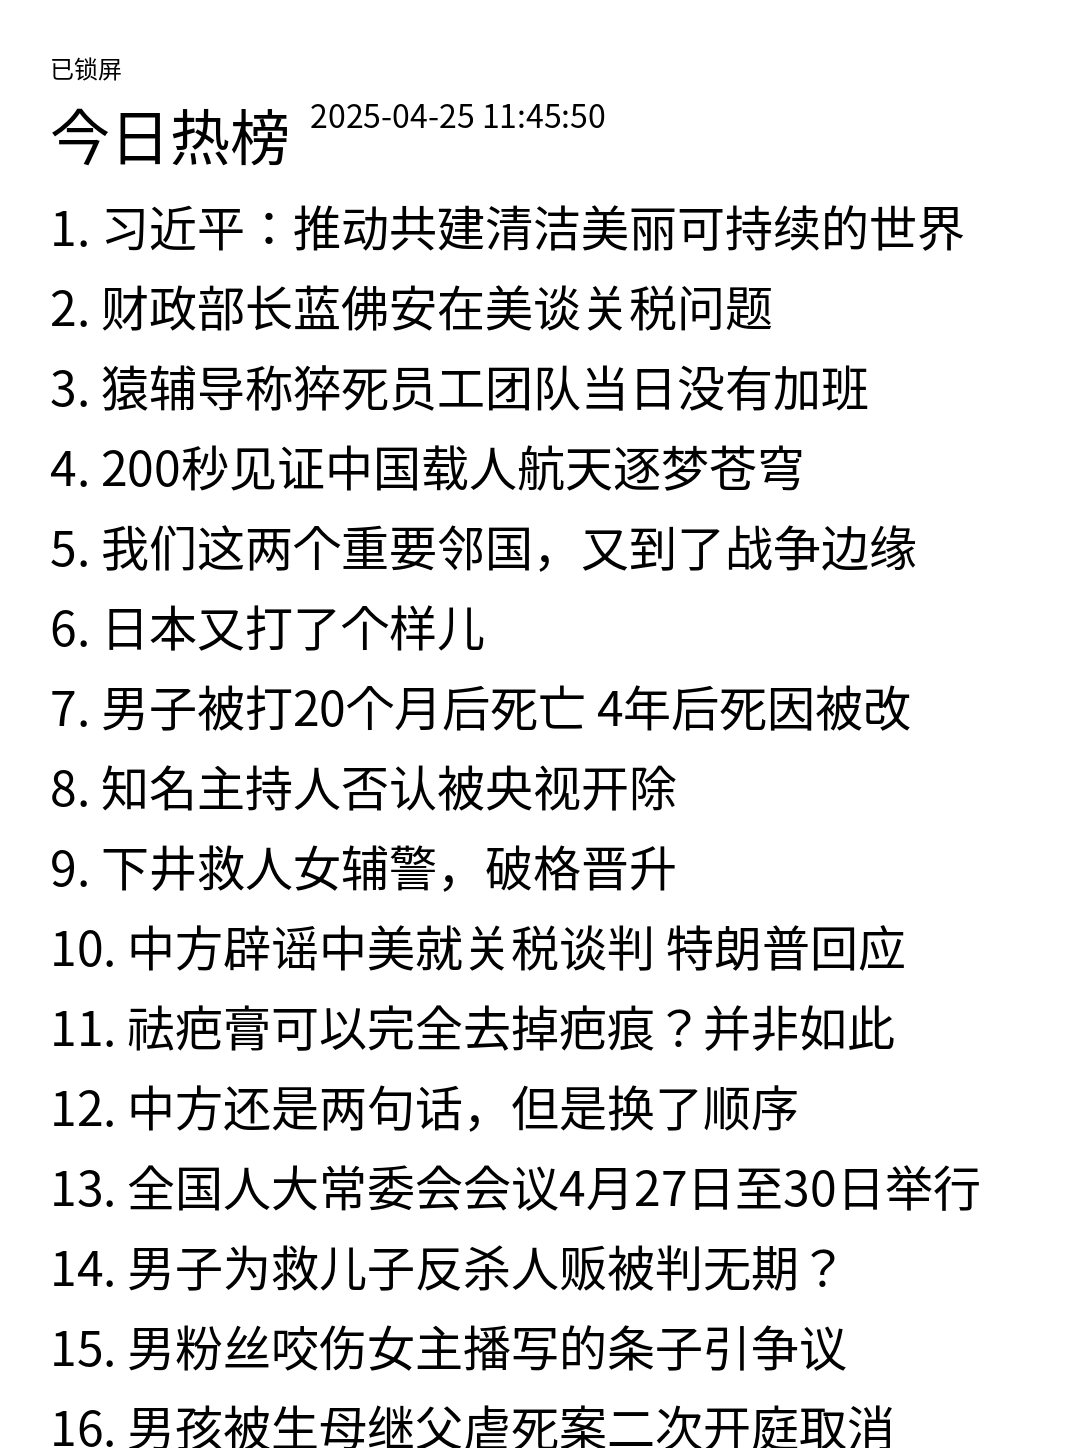 已锁屏
今日热榜 2025-04-25 11:45:50
1. 习近平：推动共建清洁美丽可持续的世界
2. 财政部长蓝佛安在美谈关税问题
3. 猿辅导称猝死员工团队当日没有加班
4. 200秒见证中国载人航天逐梦苍穹
5. 我们这两个重要邻国，又到了战争边缘
6. 日本又打了个样儿
7. 男子被打20个月后死亡 4年后死因被改
8. 知名主持人否认被央视开除
9. 下井救人女辅警，破格晋升
10. 中方辟谣中美就关税谈判 特朗普回应
11. 祛疤膏可以完全去掉疤痕？并非如此
12. 中方还是两句话，但是换了顺序
13. 全国人大常委会会议4月27日至30日举行
14. 男子为救儿子反杀人贩被判无期？
15. 男粉丝咬伤女主播写的条子引争议
16. 男孩被生母继父虐死案二次开庭取消